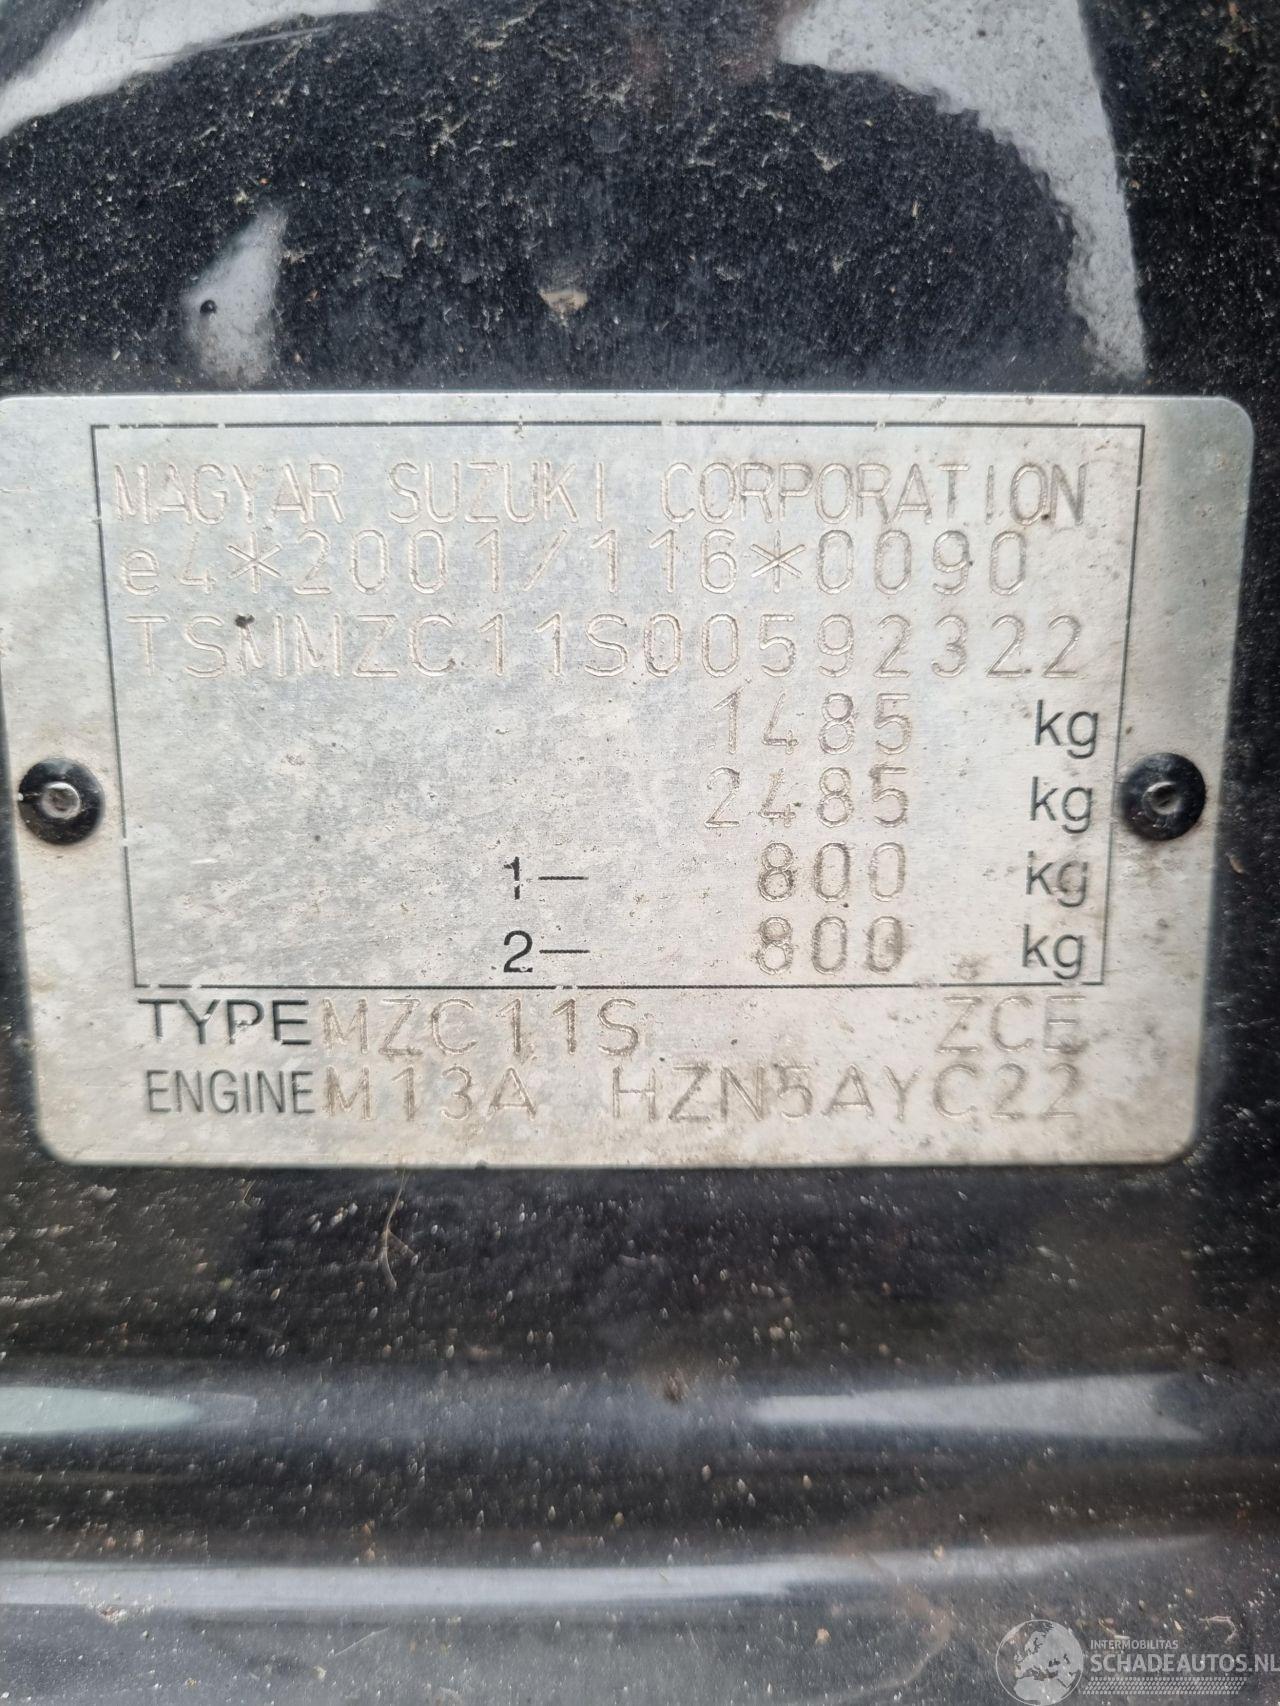 MAGYAR SUZUKI CORPORATION
e4*2001/116*0090
TSMMZC11S00592322
1485 kg
2485 kg
1– 800 kg
2– 800 kg
TYPE MZC11S ZCE
ENGINE M13A HZN5AYC22
INTERMOBILITAS
SCHADEAUTOS.NL